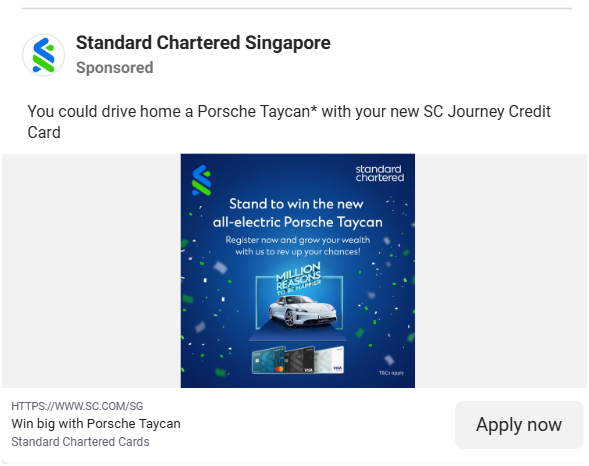 Standard Chartered Singapore
Sponsored
You could drive home a Porsche Taycan* with your new SC Journey Credit
Card
standard
chartered
Stand to win the new
all-electric Porsche Taycan
Register now and grow your wealth
with us to rev up your chances!
MILLION
REASONS
TO BE HAPPIER
VISA
VISA
T&Cs apply
HTTPS://WWW.SC.COM/SG
Win big with Porsche Taycan
Standard Chartered Cards
Apply now